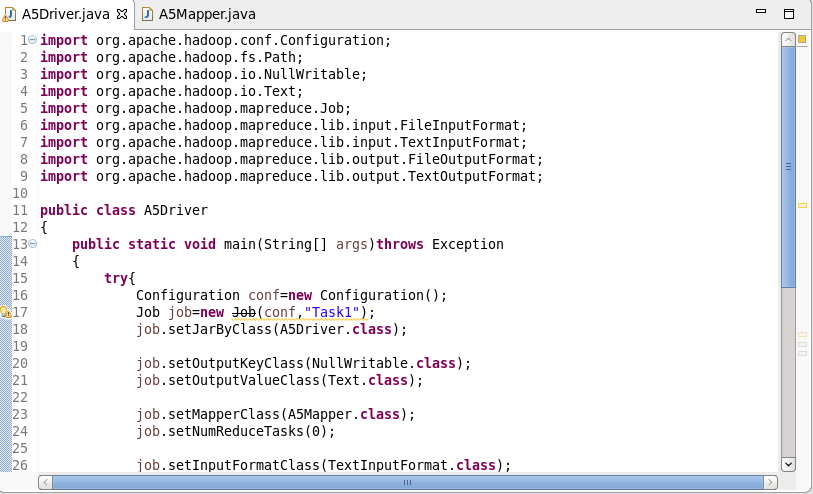 A5Driver.java A5Mapper.java
1 import org.apache.hadoop.conf.Configuration;
2 import org.apache.hadoop.fs.Path;
3 import org.apache.hadoop.io.NullWritable;
4 import org.apache.hadoop.io.Text;
5 import org.apache.hadoop.mapreduce.Job;
6 import org.apache.hadoop.mapreduce.lib.input.FileInputFormat;
7 import org.apache.hadoop.mapreduce.lib.input.TextInputFormat;
8 import org.apache.hadoop.mapreduce.lib.output.FileOutputFormat;
9 import org.apache.hadoop.mapreduce.lib.output.TextOutputFormat;
10
11 public class A5Driver
12 {
13 public static void main(String[] args)throws Exception
14 {
15 try{
16 Configuration conf=new Configuration();
17 Job job=new Job(conf,"Task1");
18 job.setJarByClass(A5Driver.class);
19
20 job.setOutputKeyClass(NullWritable.class);
21 job.setOutputValueClass(Text.class);
22
23 job.setMapperClass(A5Mapper.class);
24 job.setNumReduceTasks(0);
25
26 job.setInputFormatClass(TextInputFormat.class);